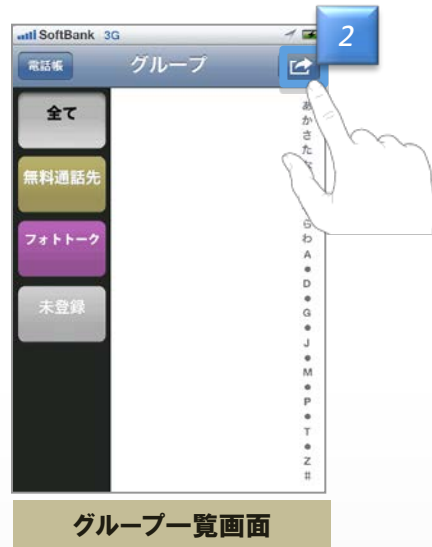 SoftBank 3G
2
電話帳
グループ
全て
無料通話先
フォトトーク
未登録
あ
か
さ
た
ら
わ
A
●
D
●
G
●
J
●
M
●
P
●
T
●
Z
#
グループ一覧画面